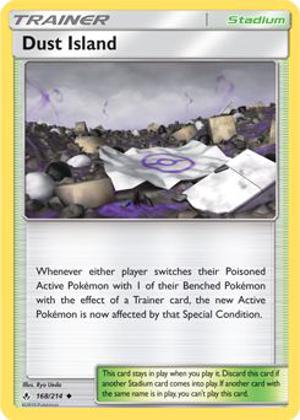 TRAINER
Stadium
Dust Island
Whenever either player switches their Poisoned
Active Pokémon with 1 of their Benched Pokémon
with the effect of a Trainer card, the new Active
Pokémon is now affected by that Special Condition.
Illus. Ryo Ueda
168/214
This card stays in play when you play it. Discard this card if
another Stadium card comes into play. If another card with
the same name is in play, you can't play this card.
©2019 Pokémon